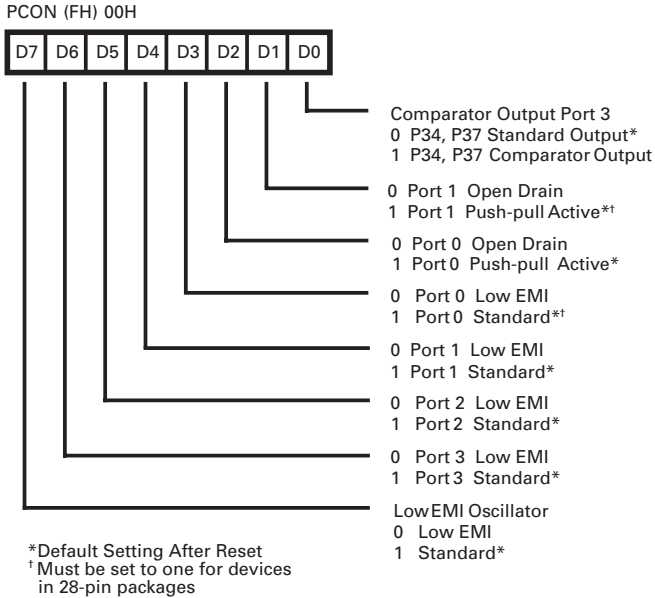 PCON (FH) 00H
D7 D6 D5 D4 D3 D2 D1 D0
Comparator Output Port 3
0 P34, P37 Standard Output*
1 P34, P37 Comparator Output
0 Port 1 Open Drain
1 Port 1 Push-pull Active*†
0 Port 0 Open Drain
1 Port 0 Push-pull Active*
0 Port 0 Low EMI
1 Port 0 Standard*†
0 Port 1 Low EMI
1 Port 1 Standard*
0 Port 2 Low EMI
1 Port 2 Standard*
0 Port 3 Low EMI
1 Port 3 Standard*
Low EMI Oscillator
0 Low EMI
1 Standard*
*Default Setting After Reset
† Must be set to one for devices
in 28-pin packages